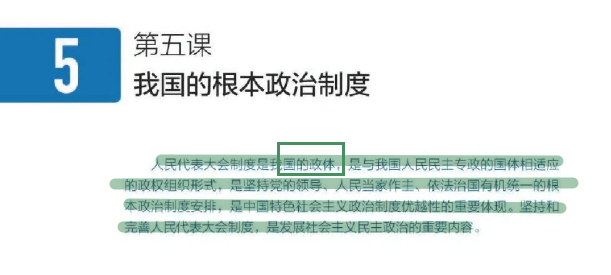 5
第五课
我国的根本政治制度
人民代表大会制度是我国的政体，是与我国人民民主专政的国体相适应
的政权组织形式，是坚持党的领导、人民当家作主、依法治国有机统一的根
本政治制度安排，是中国特色社会主义政治制度优越性的重要体现。坚持和
完善人民代表大会制度，是发展社会主义民主政治的重要内容。